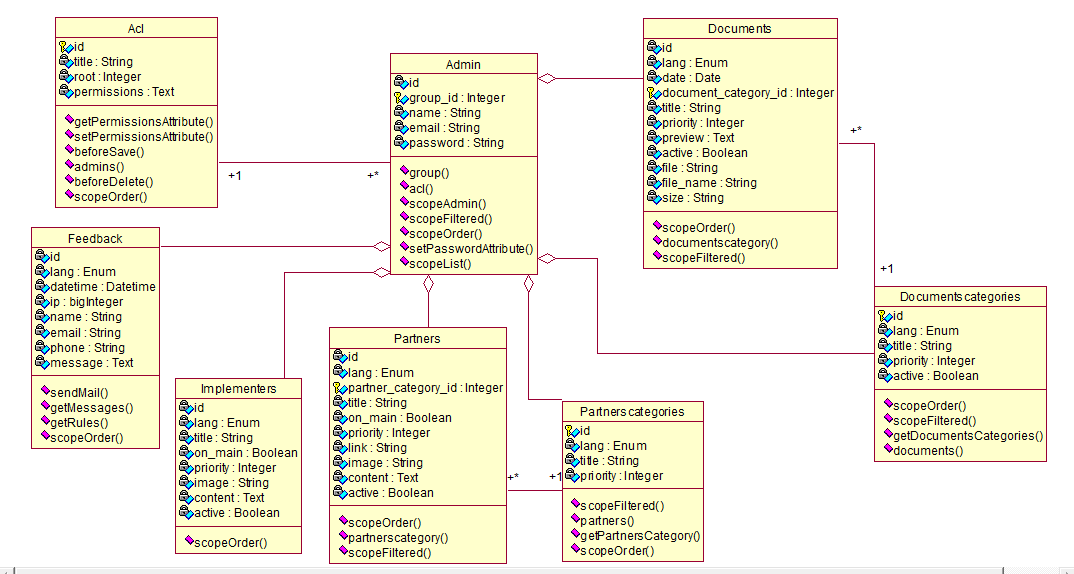 Acl
id
title : String
root : Integer
permissions : Text
getPermissionsAttribute()
setPermissionsAttribute()
beforeSave()
admins()
beforeDelete()
scopeOrder()
+1
+*
Admin
id
group_id : Integer
name : String
email : String
password : String
group()
acl()
scopeAdmin()
scopeFiltered()
scopeOrder()
setPasswordAttribute()
scopeList()
Documents
id
lang : Enum
date : Date
document_category_id : Integer
title : String
priority : Integer
preview : Text
active : Boolean
file : String
file_name : String
size : String
scopeOrder()
documentscategory()
scopeFiltered()
+*
+1
Feedback
id
lang : Enum
datetime : Datetime
ip : bigInteger
name : String
email : String
phone : String
message : Text
sendMail()
getMessages()
getRules()
scopeOrder()
Implementers
id
lang : Enum
title : String
on_main : Boolean
priority : Integer
image : String
content : Text
active : Boolean
scopeOrder()
Partners
id
lang : Enum
partner_category_id : Integer
title : String
on_main : Boolean
priority : Integer
link : String
image : String
content : Text
active : Boolean
scopeOrder()
partnerscategory()
scopeFiltered()
+*
+1
Partnerscategories
id
lang : Enum
title : String
priority : Integer
scopeFiltered()
partners()
getPartnersCategory()
scopeOrder()
Documentscategories
id
lang : Enum
title : String
priority : Integer
active : Boolean
scopeOrder()
scopeFiltered()
getDocumentsCategories()
documents()